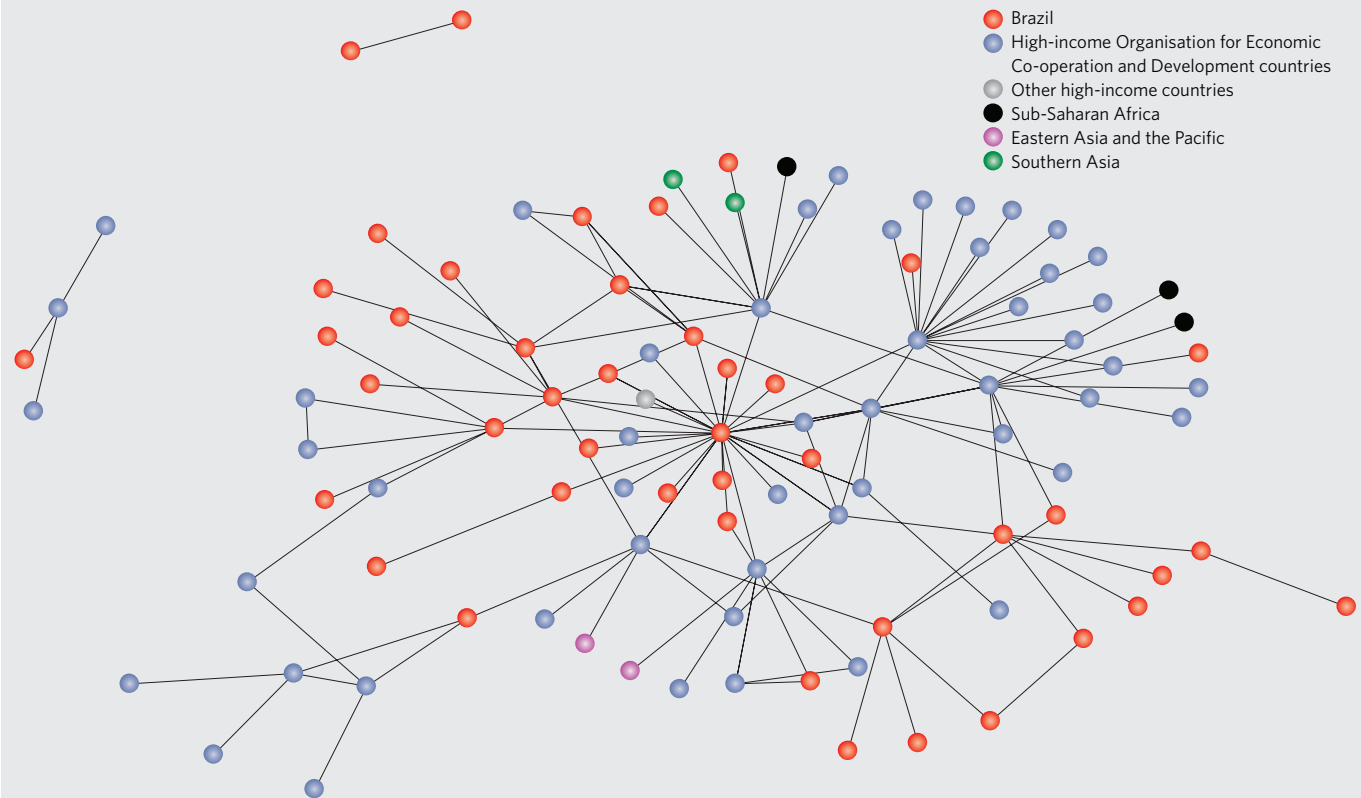 Brazil
High-income Organisation for Economic
Co-operation and Development countries
Other high-income countries
Sub-Saharan Africa
Eastern Asia and the Pacific
Southern Asia